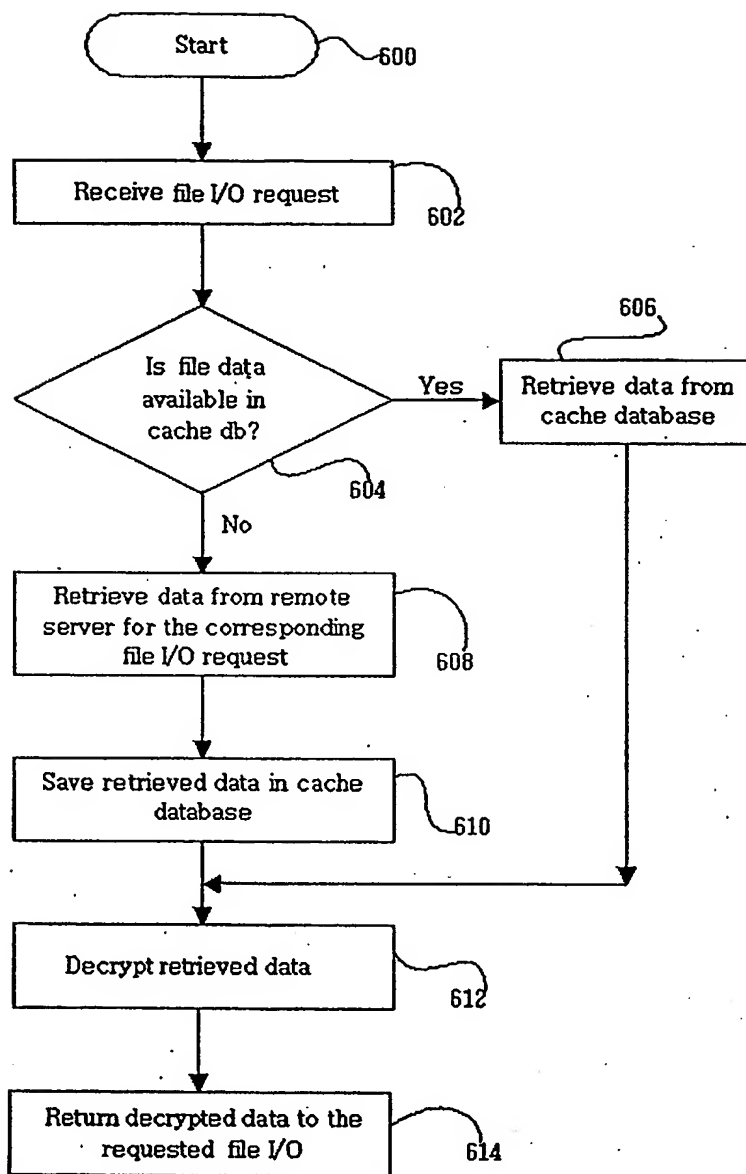 Start
600
Receive file I/O request
602
Is file data
available in
cache db?
604
Yes
606
Retrieve data from
cache database
No
Retrieve data from remote
server for the corresponding
file I/O request
608
Save retrieved data in cache
database
610
Decrypt retrieved data
612
Return decrypted data to the
requested file I/O
614